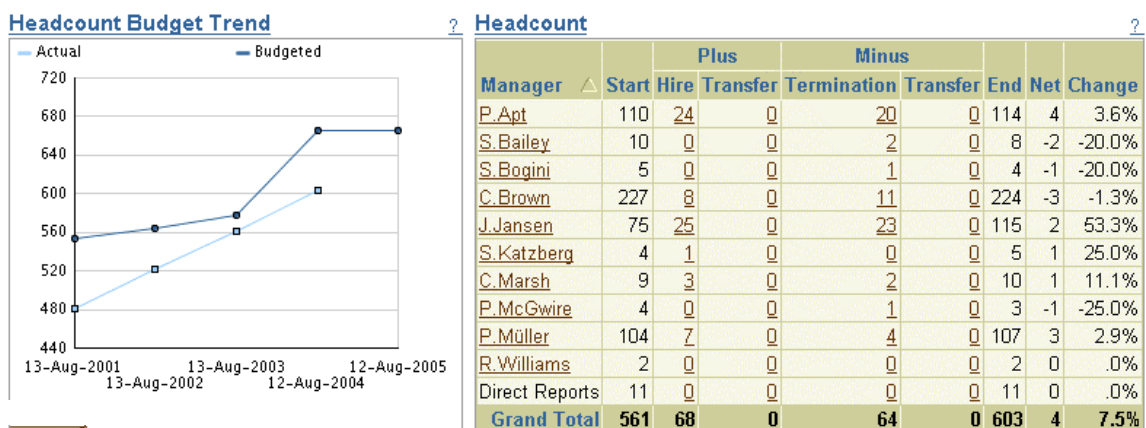 Headcount Budget Trend ?
Actual Budgeted
720
680
640
600
560
520
480
440
13-Aug-2001 13-Aug-2003 12-Aug-2005
13-Aug-2002 12-Aug-2004
Headcount ?
Plus Minus
Manager Start Hire Transfer Termination Transfer End Net Change
P.Apt 110 24 0 20 0 114 4 3.6%
S.Bailey 10 0 0 2 0 8 -2 -20.0%
S.Bogini 5 0 0 1 0 4 -1 -20.0%
C.Brown 227 8 0 11 0 224 -3 -1.3%
J.Jansen 75 25 0 23 0 115 2 53.3%
S.Katzberg 4 1 0 0 0 5 1 25.0%
C.Marsh 9 3 0 2 0 10 1 11.1%
P.McGwire 4 0 0 1 0 3 -1 -25.0%
P.Müller 104 7 0 4 0 107 3 2.9%
R.Williams 2 0 0 0 0 2 0 .0%
Direct Reports 11 0 0 0 0 11 0 .0%
Grand Total 561 68 0 64 0 603 4 7.5%